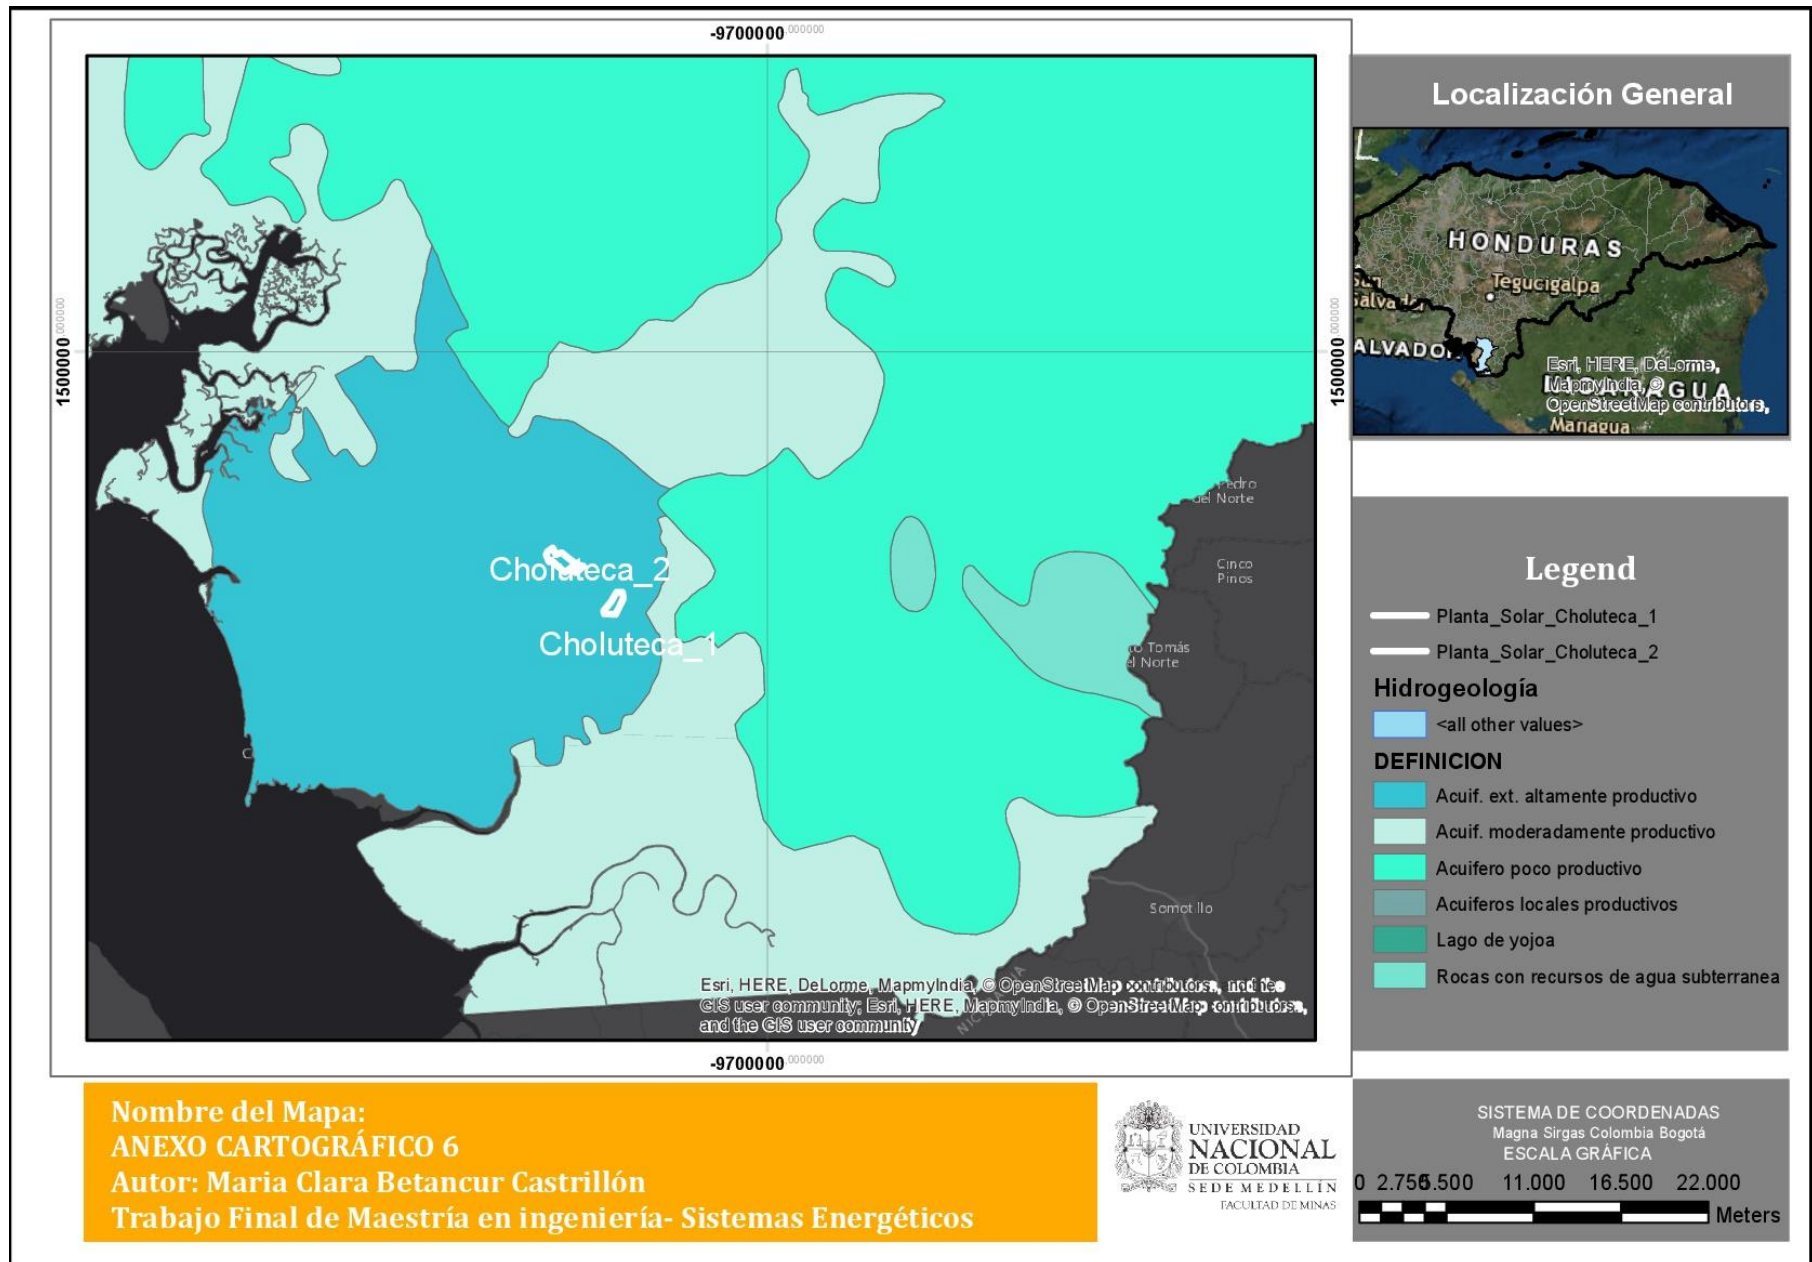 -9700000,000000
1500000,000000
1500000,000000
-9700000,000000
Choluteca_2
Choluteca_1
Pedro
del Norte
Cinco
Pinos
to Tomás
el Norte
Somotillo
NICARAGUA
Esri, HERE, DeLorme, MapmyIndia, © OpenStreetMap contributors, and the
GIS user community; Esri, HERE, MapmyIndia, © OpenStreetMap contributors,
and the GIS user community
Localización General
HONDURAS
Tegucigalpa
San
Salvador
ALVADOR
NICARAGUA
Managua
Esri, HERE, DeLorme,
MapmyIndia, ©
OpenStreetMap contributors,
Legend
Planta_Solar_Choluteca_1
Planta_Solar_Choluteca_2
Hidrogeología
<all other values>
DEFINICION
Acuif. ext. altamente productivo
Acuif. moderadamente productivo
Acuifero poco productivo
Acuiferos locales productivos
Lago de yojoa
Rocas con recursos de agua subterranea
Nombre del Mapa:
ANEXO CARTOGRÁFICO 6
Autor: Maria Clara Betancur Castrillón
Trabajo Final de Maestría en ingeniería- Sistemas Energéticos
UNIVERSIDAD
NACIONAL
DE COLOMBIA
SEDE MEDELLÍN
FACULTAD DE MINAS
SISTEMA DE COORDENADAS
Magna Sirgas Colombia Bogotá
ESCALA GRÁFICA
0 2.750 5.500 11.000 16.500 22.000
Meters